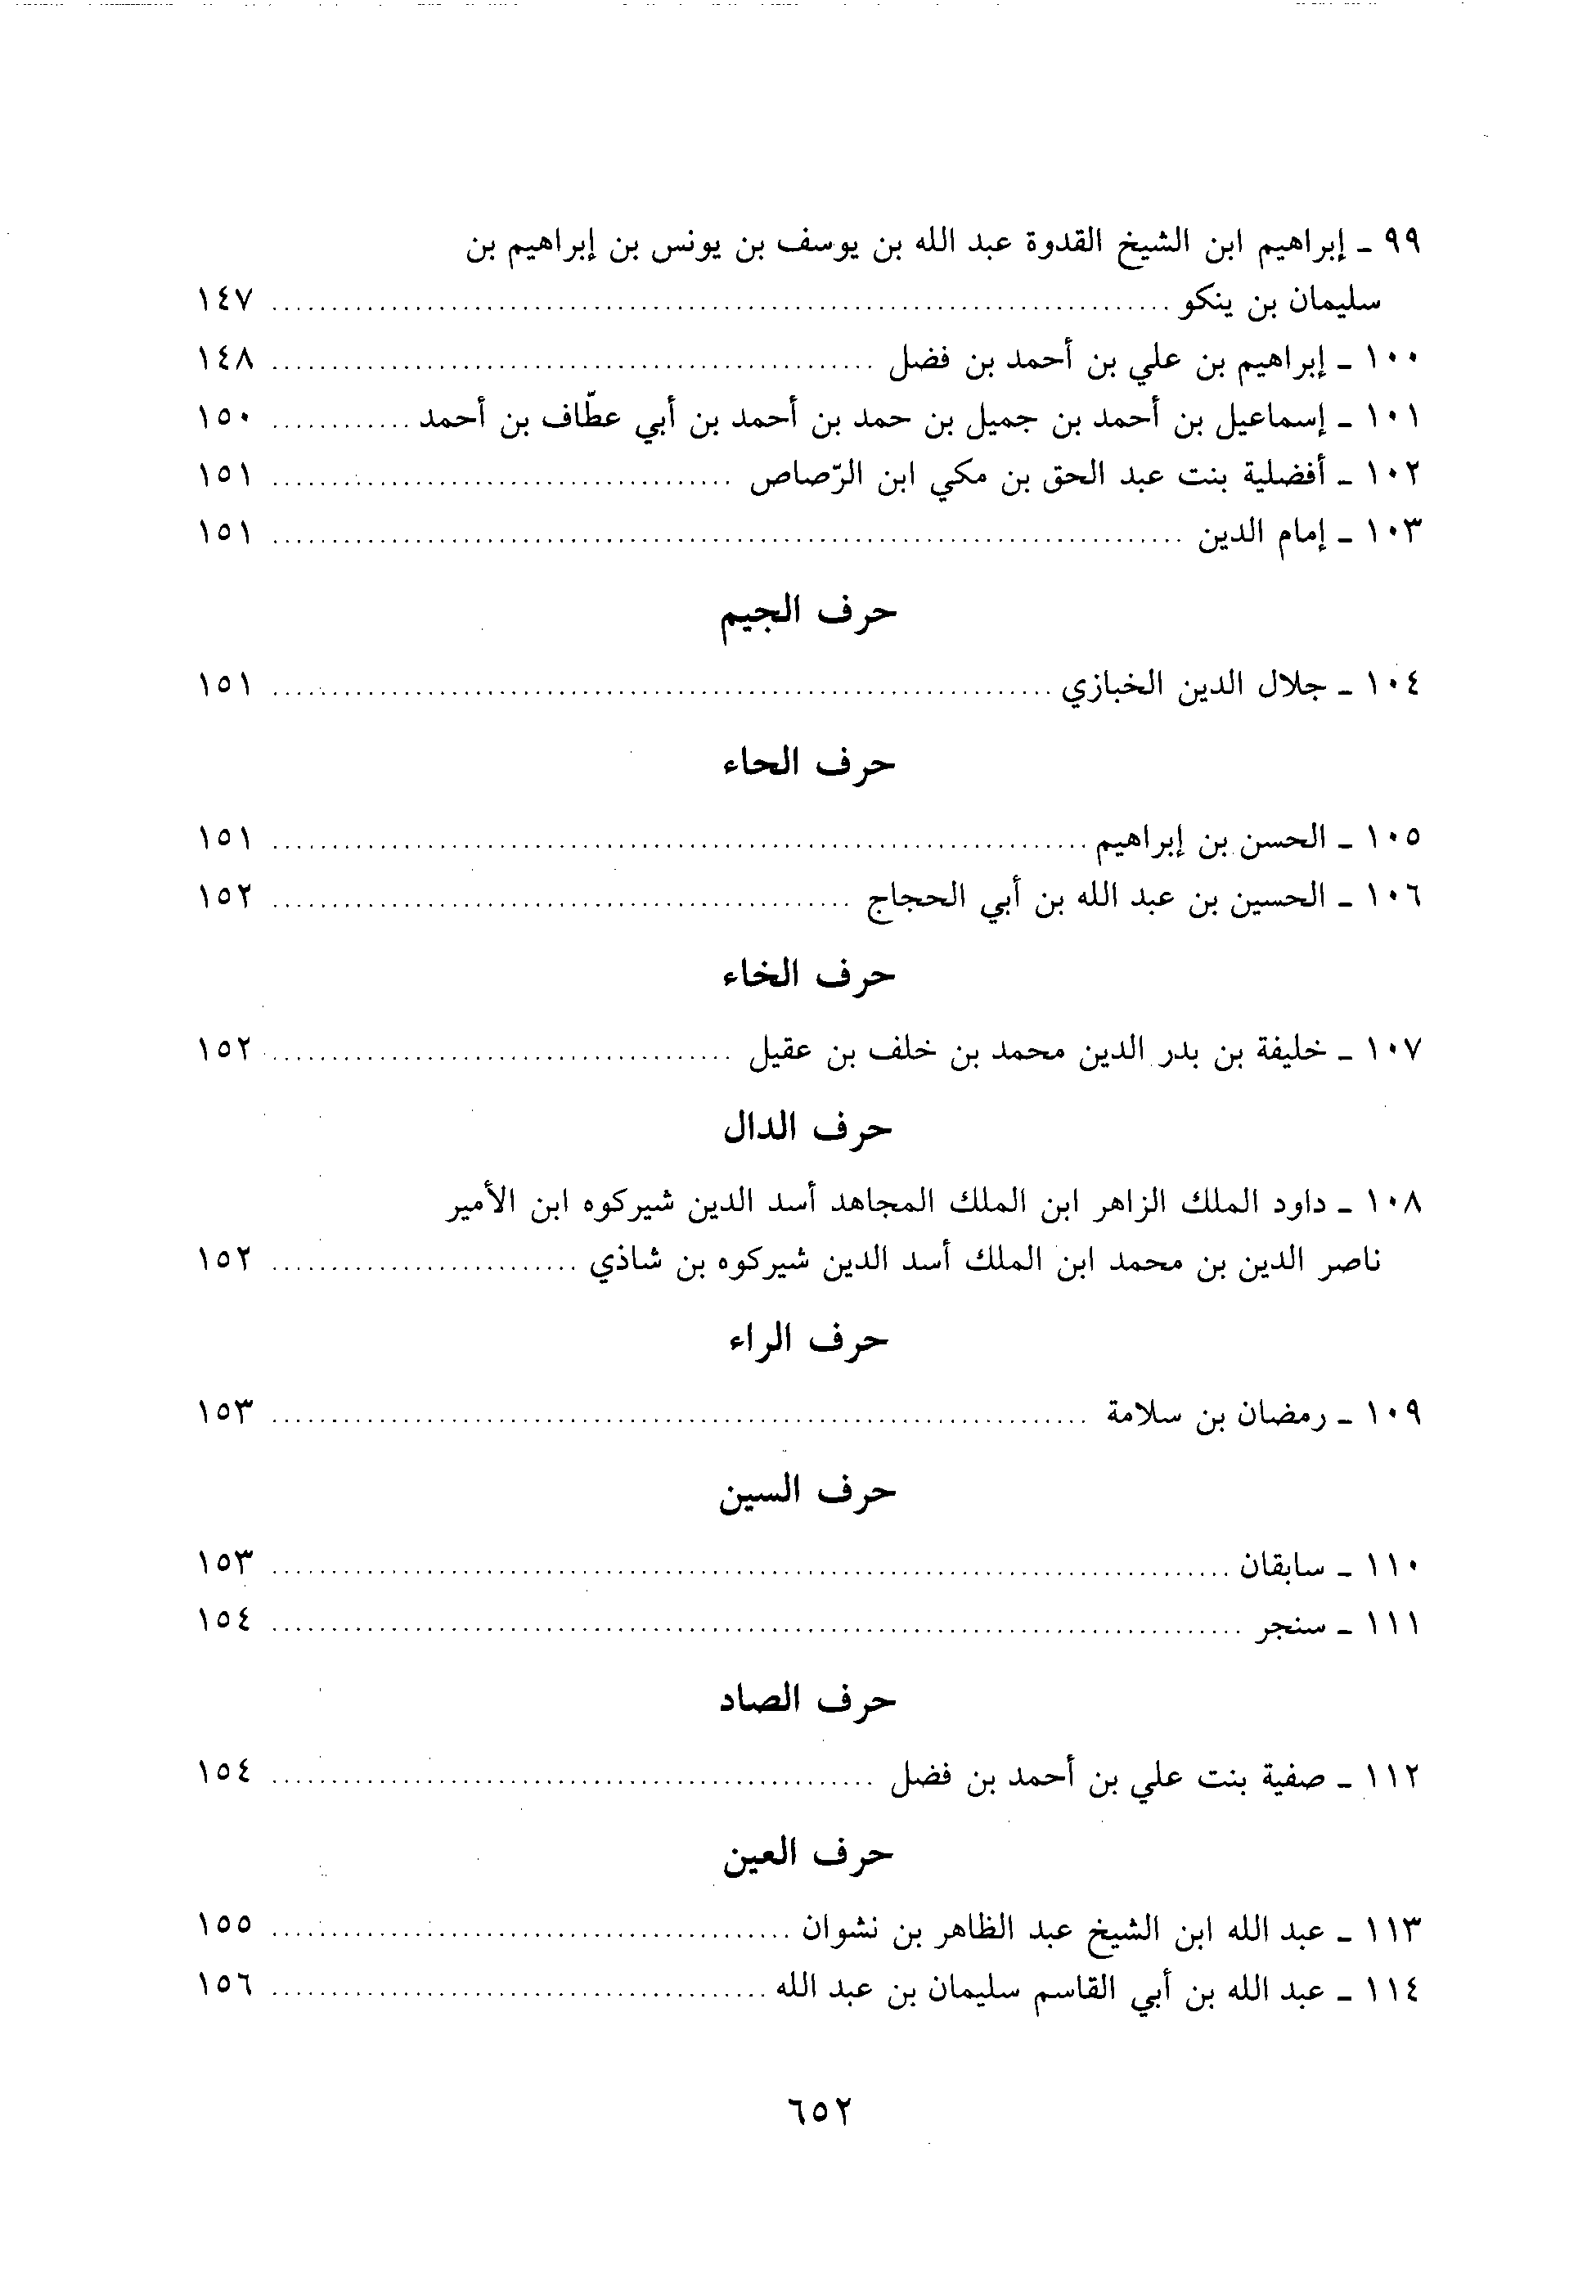 ٩٩ ـ إبراهيم ابن الشيخ القدوة عبد الله بن يوسف بن يونس بن إبراهيم بن
سليمان بن ينكو ........................................................ ١٤٧
١٠٠ ـ إبراهيم بن علي بن أحمد بن فضل ........................................ ١٤٨
١٠١ ـ إسماعيل بن أحمد بن جميل بن حمد بن أحمد بن أبي عطّاف بن أحمد ............ ١٥٠
١٠٢ ـ أفضلية بنت عبد الحق بن مكي ابن الرّصاص .............................. ١٥١
١٠٣ ـ إمام الدين ........................................................ ١٥١
حرف الجيم
١٠٤ ـ جلال الدين الخبازي .................................................. ١٥١
حرف الحاء
١٠٥ ـ الحسن بن إبراهيم .................................................. ١٥١
١٠٦ ـ الحسين بن عبد الله بن أبي الحجاج ...................................... ١٥٢
حرف الخاء
١٠٧ ـ خليفة بن بدر الدين محمد بن خلف بن عقيل .............................. ١٥٢
حرف الدال
١٠٨ ـ داود الملك الزاهر ابن الملك المجاهد أسد الدين شيركوه ابن الأمير
ناصر الدين بن محمد ابن الملك أسد الدين شيركوه بن شاذي .................... ١٥٢
حرف الراء
١٠٩ ـ رمضان بن سلامة .................................................. ١٥٣
حرف السين
١١٠ ـ سابقان ............................................................ ١٥٣
١١١ ـ سنجر ............................................................ ١٥٤
حرف الصاد
١١٢ ـ صفية بنت علي بن أحمد بن فضل ........................................ ١٥٤
حرف العين
١١٣ ـ عبد الله ابن الشيخ عبد الظاهر بن نشوان .............................. ١٥٥
١١٤ ـ عبد الله بن أبي القاسم سليمان بن عبد الله .............................. ١٥٦
٦٥٢